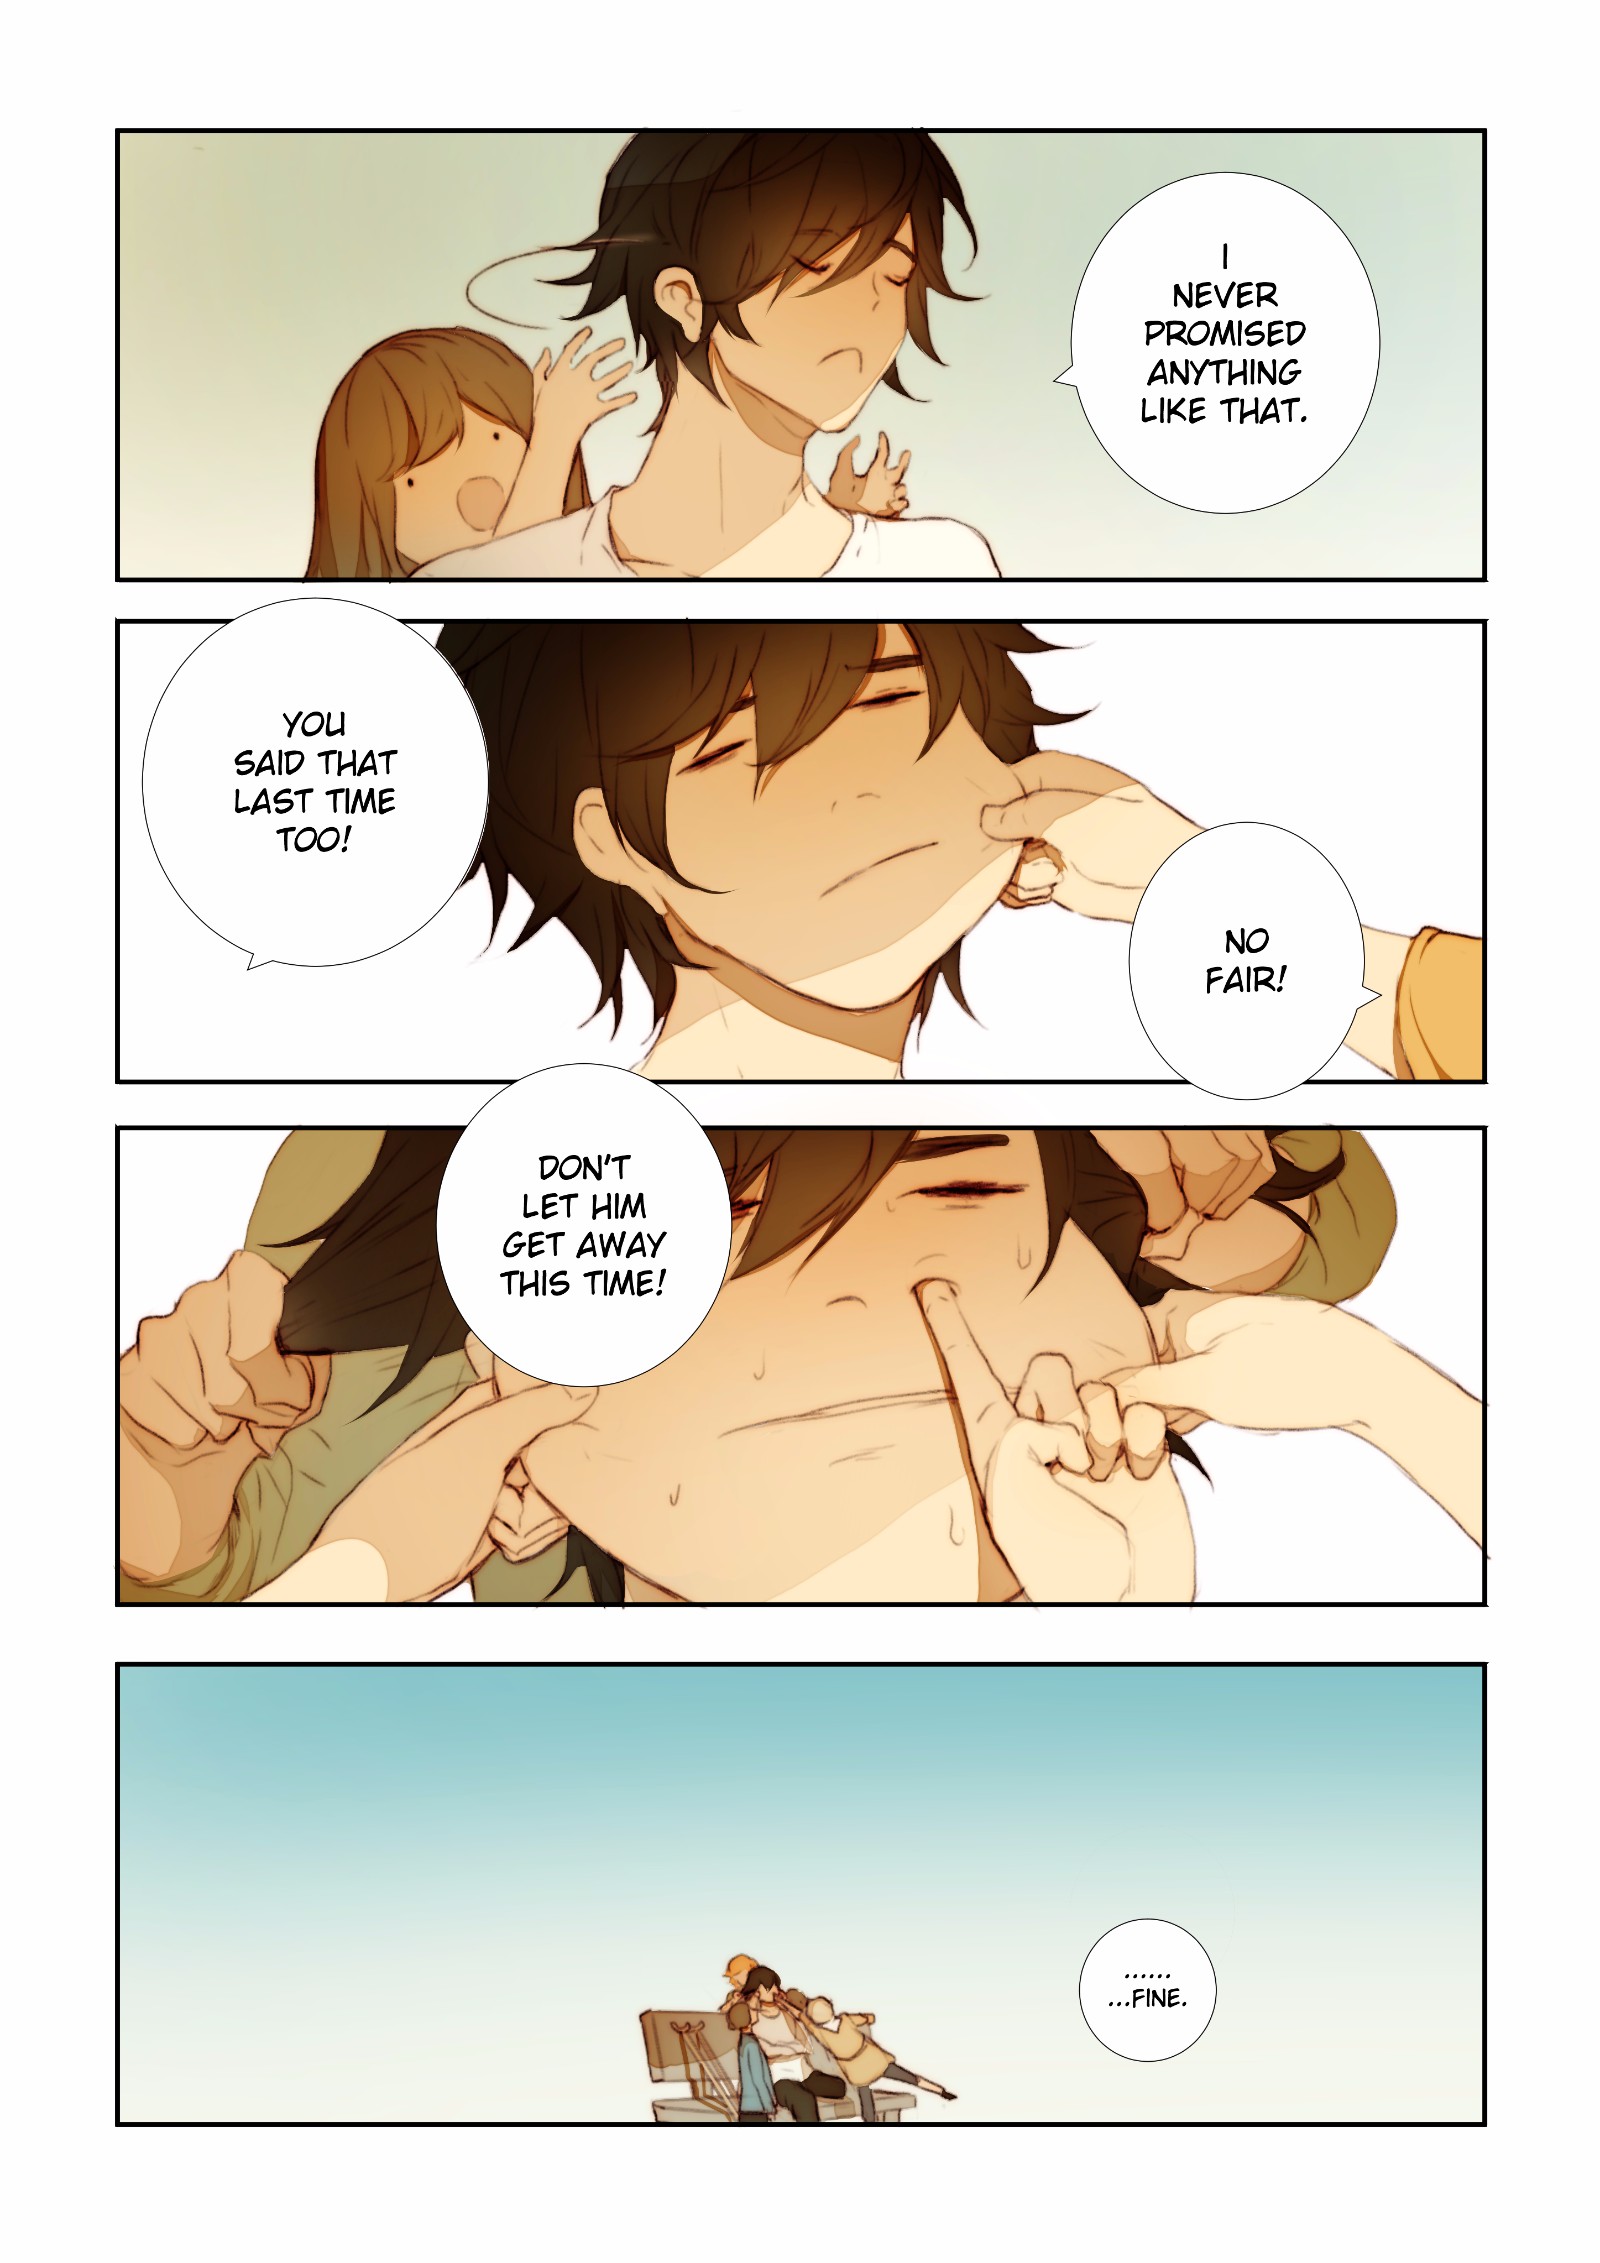 I
NEVER
PROMISED
ANYTHING
LIKE THAT.
YOU
SAID THAT
LAST TIME
TOO!
NO
FAIR!
DON'T
LET HIM
GET AWAY
THIS TIME!
......
...FINE.